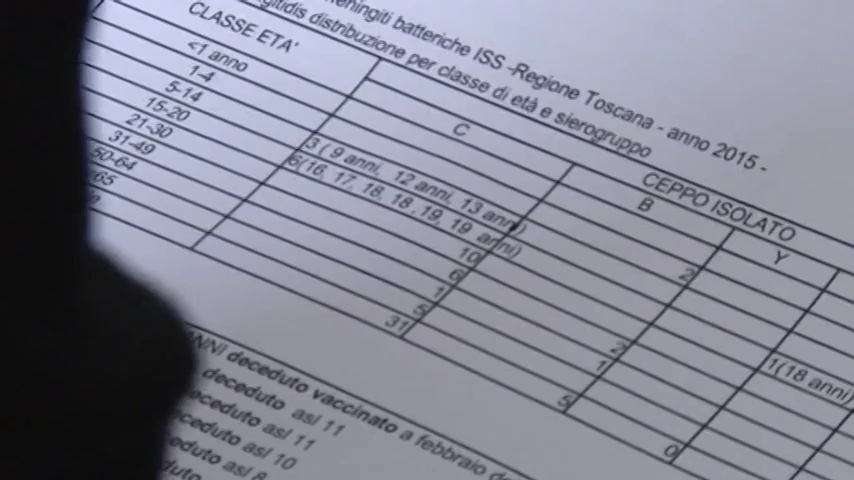 meningiti batteriche ISS -Regione Toscana - anno 2015 -
distribuzione per classe di età e sierogruppo
CLASSE ETA'
CEPPO ISOLATO
C
B
Y
<1 anno
1-4
2
5-14
3 ( 9 anni, 12 anni, 13 anni)
15-20
6(16, 17, 18, 18 ,19, 19 anni)
1(18 anni)
21-30
10
2
31-49
6
1
50-64
1
65
5
31
5
0
deceduto vaccinato a febbraio
deceduto asl 11
deceduto asl 11
deceduto asl 10
asl 8